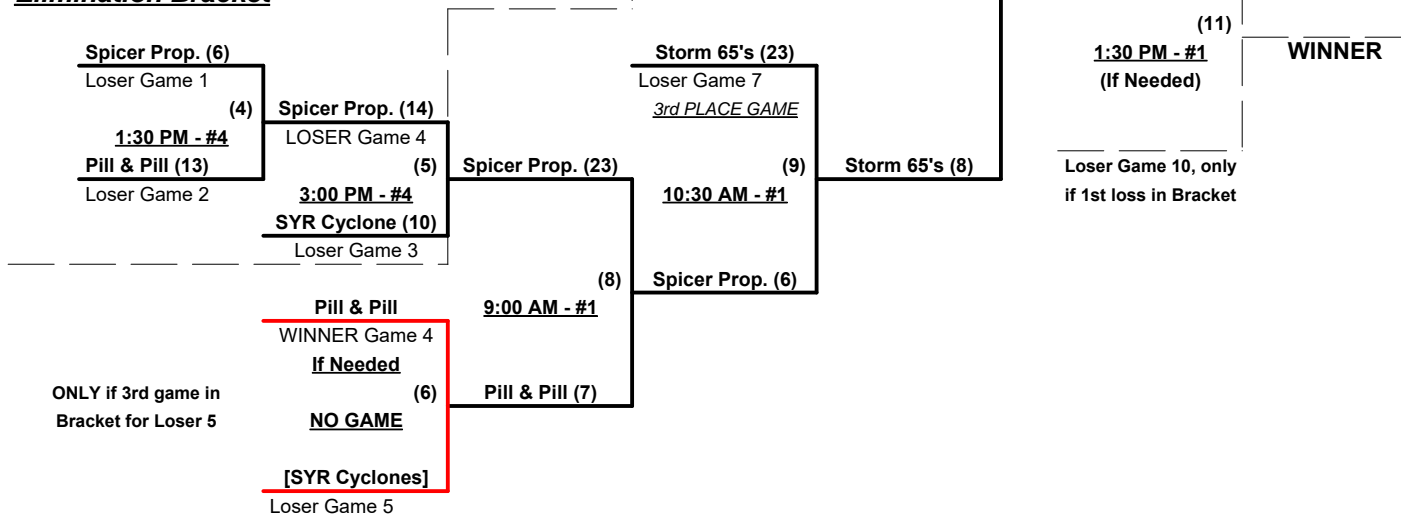 Elimination Bracket
Spicer Prop. (6)
Loser Game 1
(4)
1:30 PM - #4
Pill & Pill (13)
Loser Game 2
Spicer Prop. (14)
LOSER Game 4
(5)
3:00 PM - #4
SYR Cyclone (10)
Loser Game 3
Spicer Prop. (23)
(8)
9:00 AM - #1
Pill & Pill
WINNER Game 4
If Needed
(6)
NO GAME
[SYR Cyclones]
Loser Game 5
ONLY if 3rd game in
Bracket for Loser 5
Pill & Pill (7)
Storm 65's (23)
Loser Game 7
3rd PLACE GAME
(9)
10:30 AM - #1
Spicer Prop. (6)
Storm 65's (8)
(11)
1:30 PM - #1
(If Needed)
Loser Game 10, only
if 1st loss in Bracket
WINNER